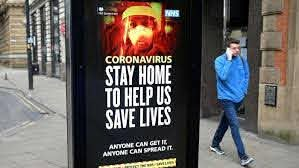 NHS
CORONAVIRUS
STAY HOME
TO HELP US
SAVE LIVES
ANYONE CAN GET IT.
ANYONE CAN SPREAD IT.